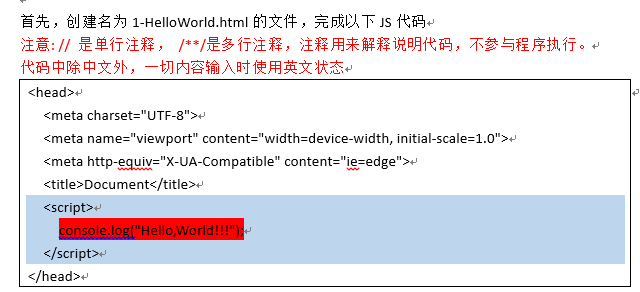 首先，创建名为 1-HelloWorld.html 的文件，完成以下 JS 代码
注意: // 是单行注释， /**/是多行注释，注释用来解释说明代码，不参与程序执行。
代码中除中文外，一切内容输入时使用英文状态
<head>
<meta charset="UTF-8">
<meta name="viewport" content="width=device-width, initial-scale=1.0">
<meta http-equiv="X-UA-Compatible" content="ie=edge">
<title>Document</title>
<script>
console.log("Hello,World!!!");
</script>
</head>